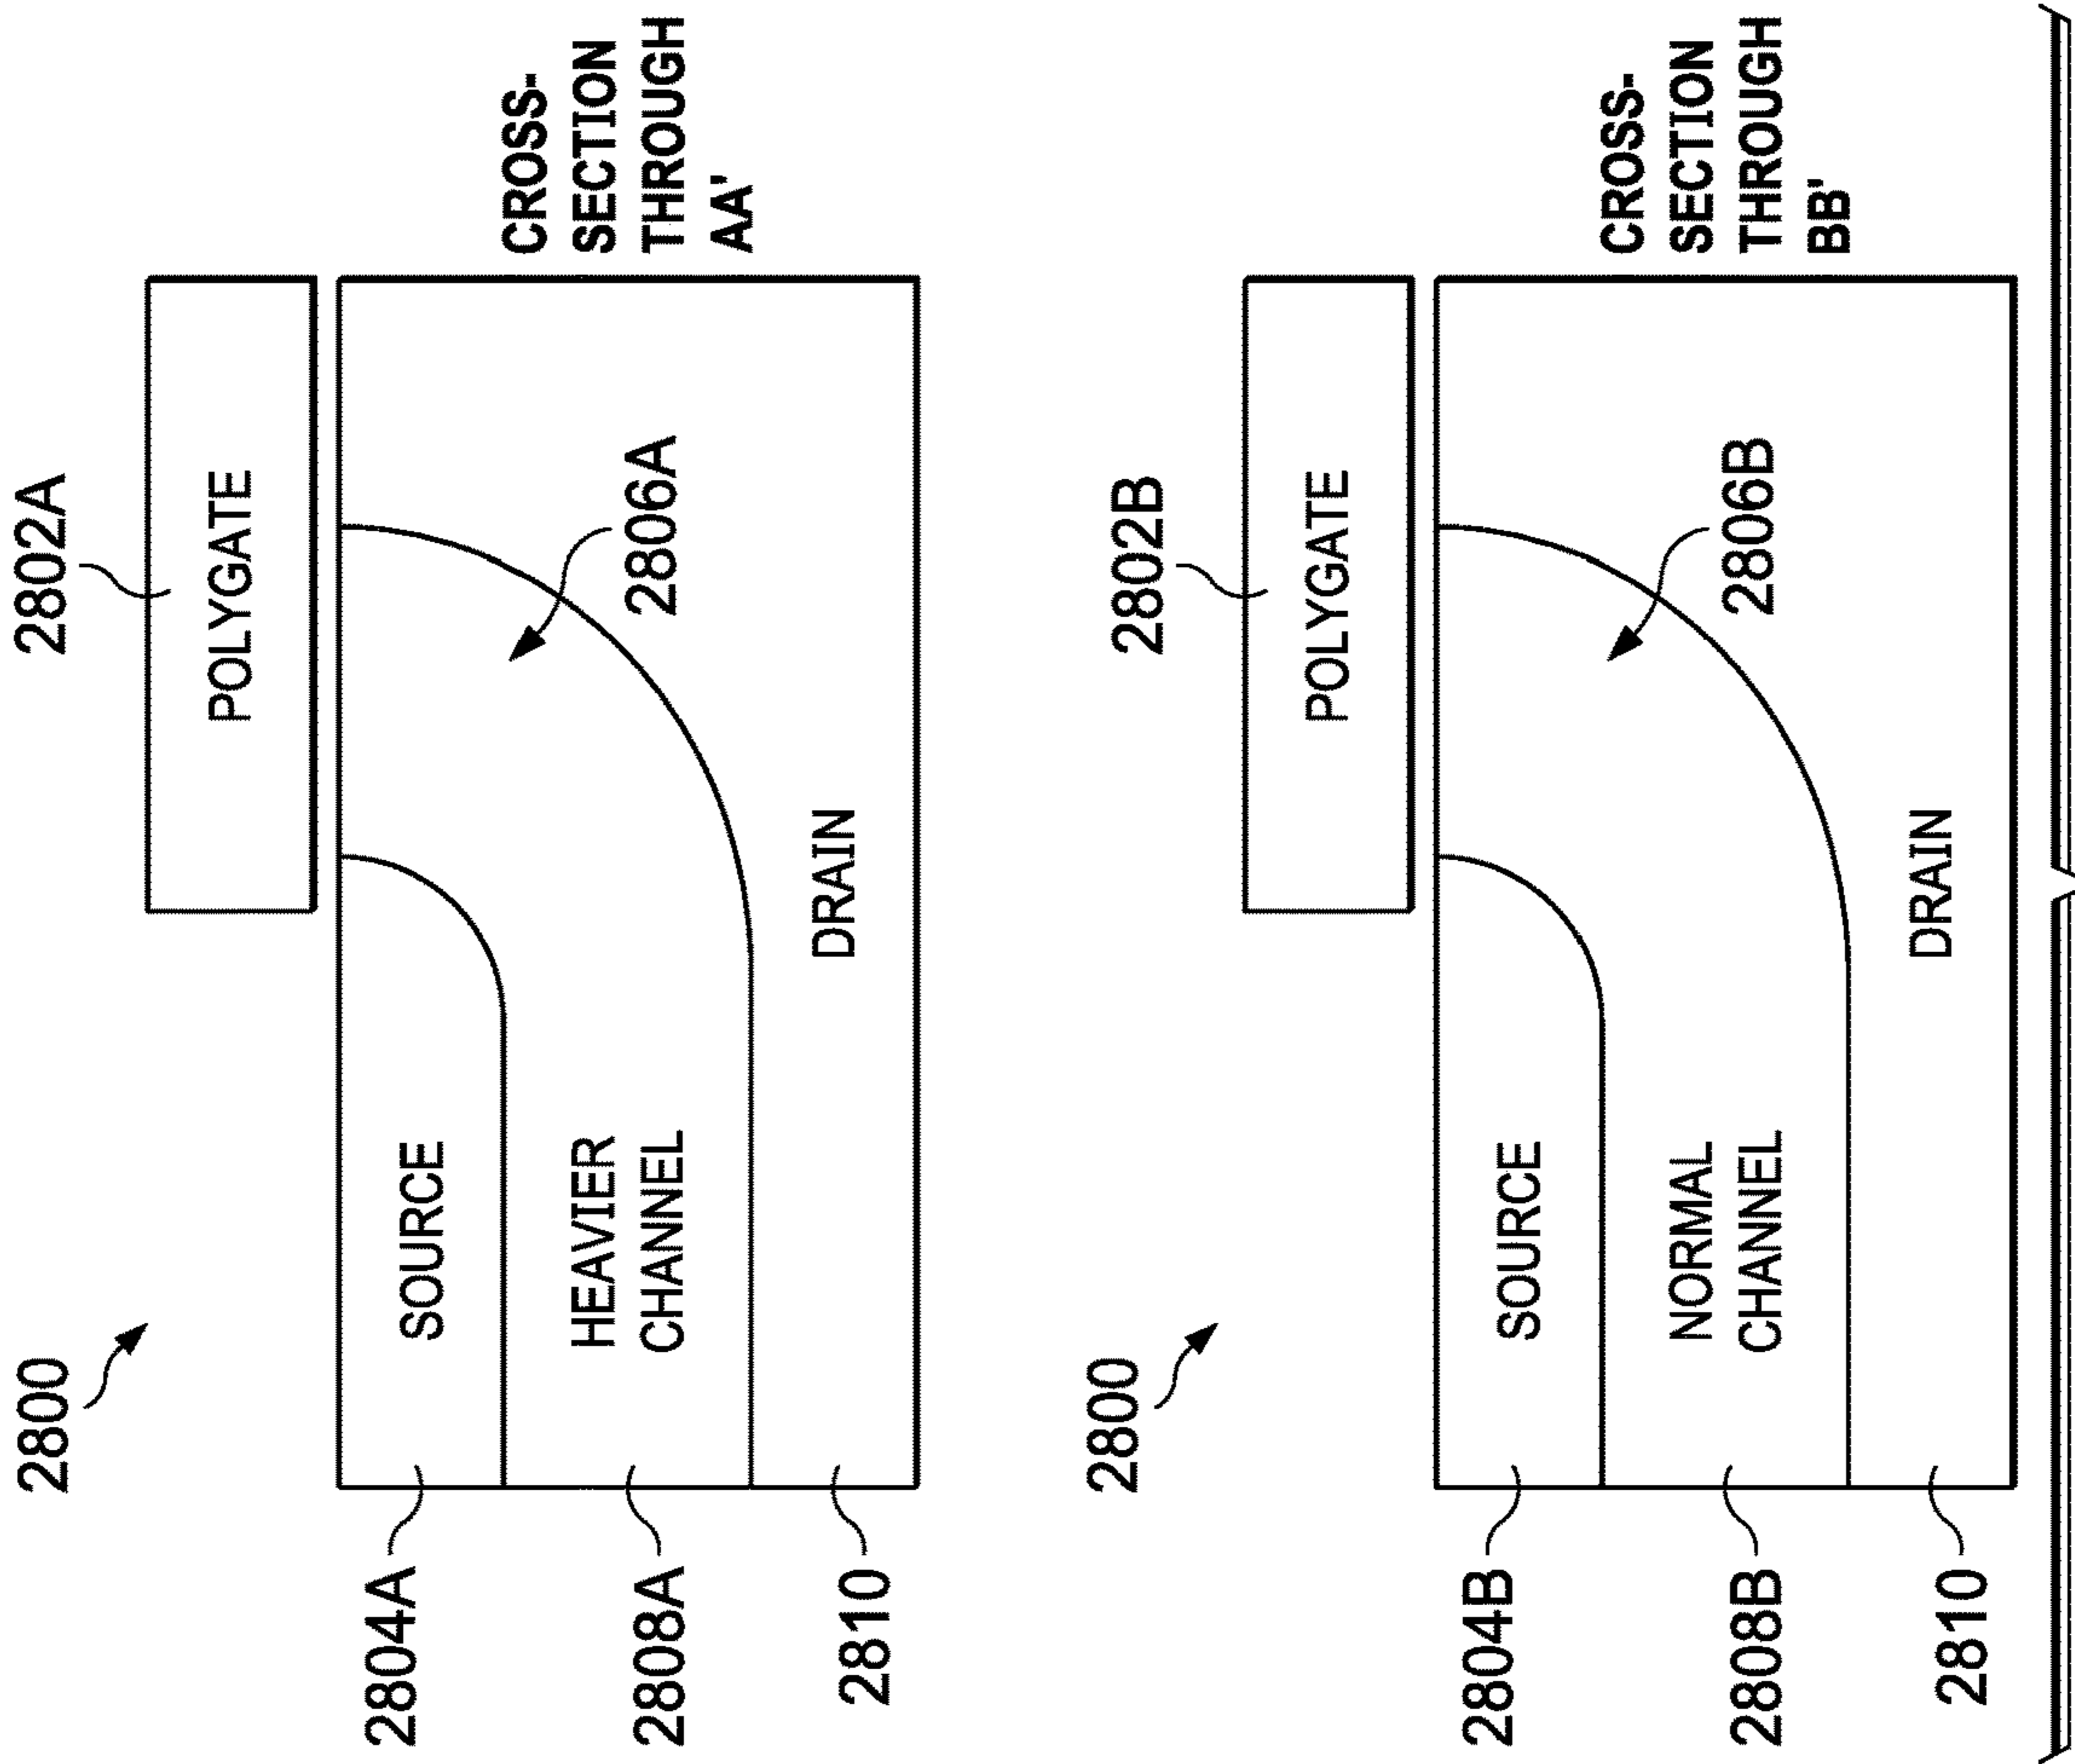 2800
2802A
POLYGATE
SOURCE
HEAVIER
CHANNEL
DRAIN
2806A
2804A
2808A
2810
CROSS-
SECTION
THROUGH
AA'
2800
2802B
POLYGATE
SOURCE
NORMAL
CHANNEL
DRAIN
2806B
2804B
2808B
2810
CROSS-
SECTION
THROUGH
BB'